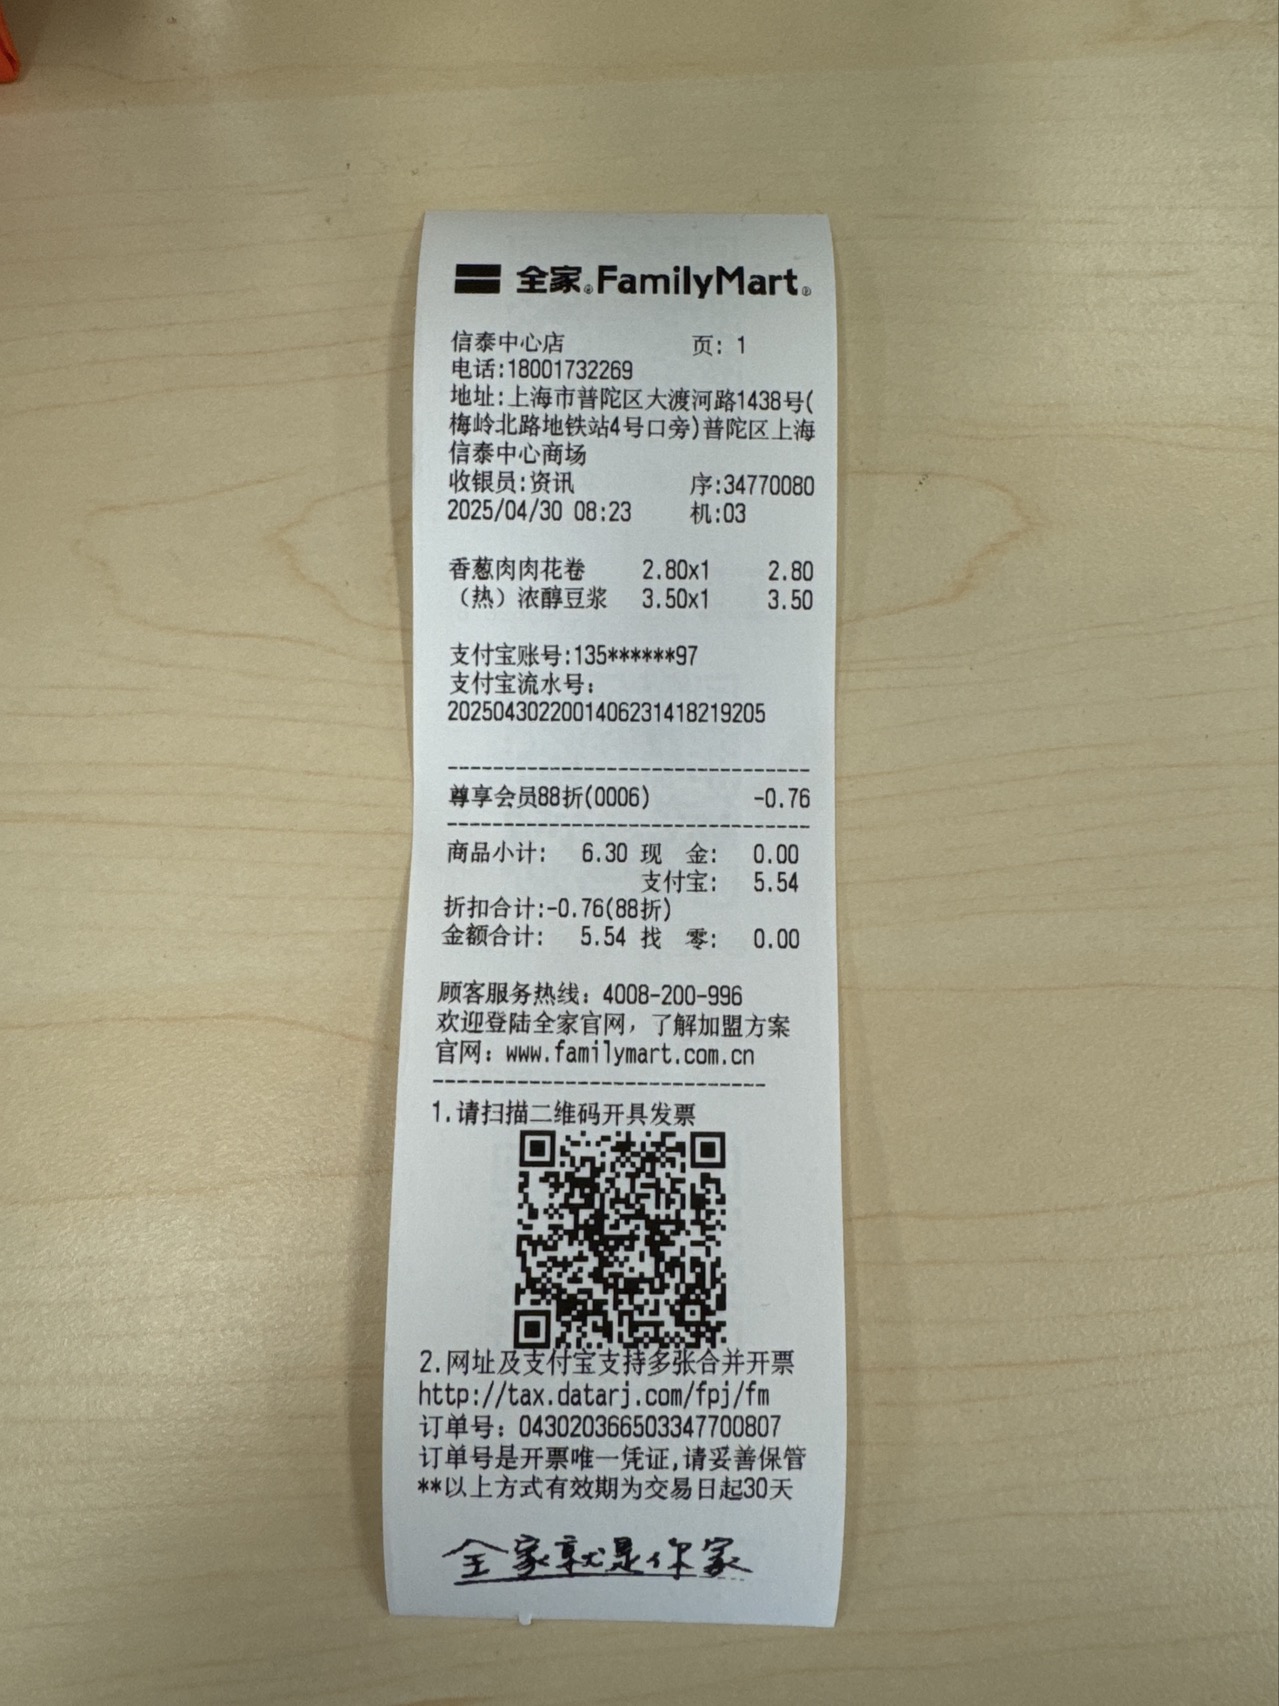 全家 FamilyMart
信泰中心店 页: 1
电话:18001732269
地址:上海市普陀区大渡河路1438号(
梅岭北路地铁站4号口旁)普陀区上海
信泰中心商场
收银员:资讯 序:34770080
2025/04/30 08:23 机:03
香葱肉肉花卷 2.80x1 2.80
（热）浓醇豆浆 3.50x1 3.50
支付宝账号:135******97
支付宝流水号:
2025043022001406231418219205
尊享会员88折(0006) -0.76
商品小计: 6.30 现 金: 0.00
支付宝: 5.54
折扣合计:-0.76(88折)
金额合计: 5.54 找 零: 0.00
顾客服务热线: 4008-200-996
欢迎登陆全家官网，了解加盟方案
官网: www.familymart.com.cn
1.请扫描二维码开具发票
2.网址及支付宝支持多张合并开票
http://tax.datarj.com/fpj/fm
订单号: 043020366503347700807
订单号是开票唯一凭证,请妥善保管
**以上方式有效期为交易日起30天
全家就是你家